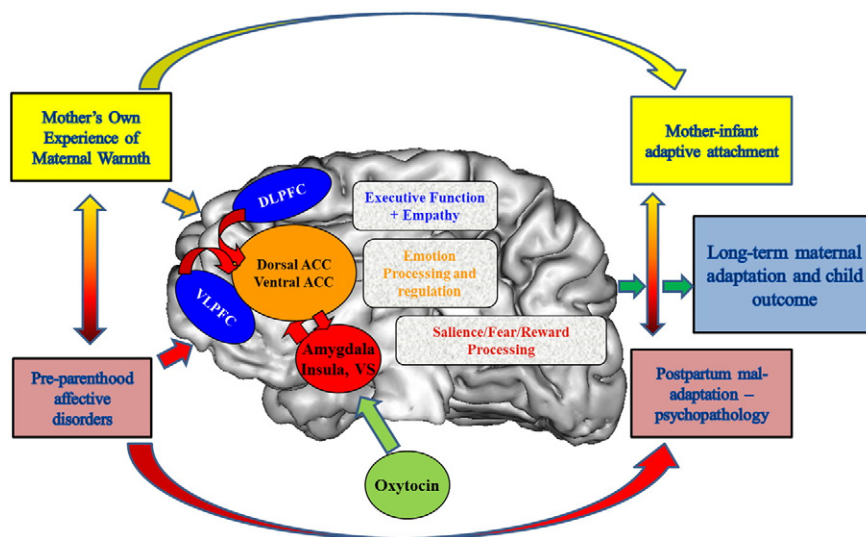 Mother's Own
Experience of
Maternal Warmth
Mother-infant
adaptive attachment
DLPFC
Executive Function
+ Empathy
Dorsal ACC
Ventral ACC
Emotion
Processing and
regulation
Long-term maternal
adaptation and child
outcome
VLPFC
Amygdala
Insula, VS
Salience/Fear/Reward
Processing
Pre-parenthood
affective
disorders
Postpartum mal-
adaptation –
psychopathology
Oxytocin